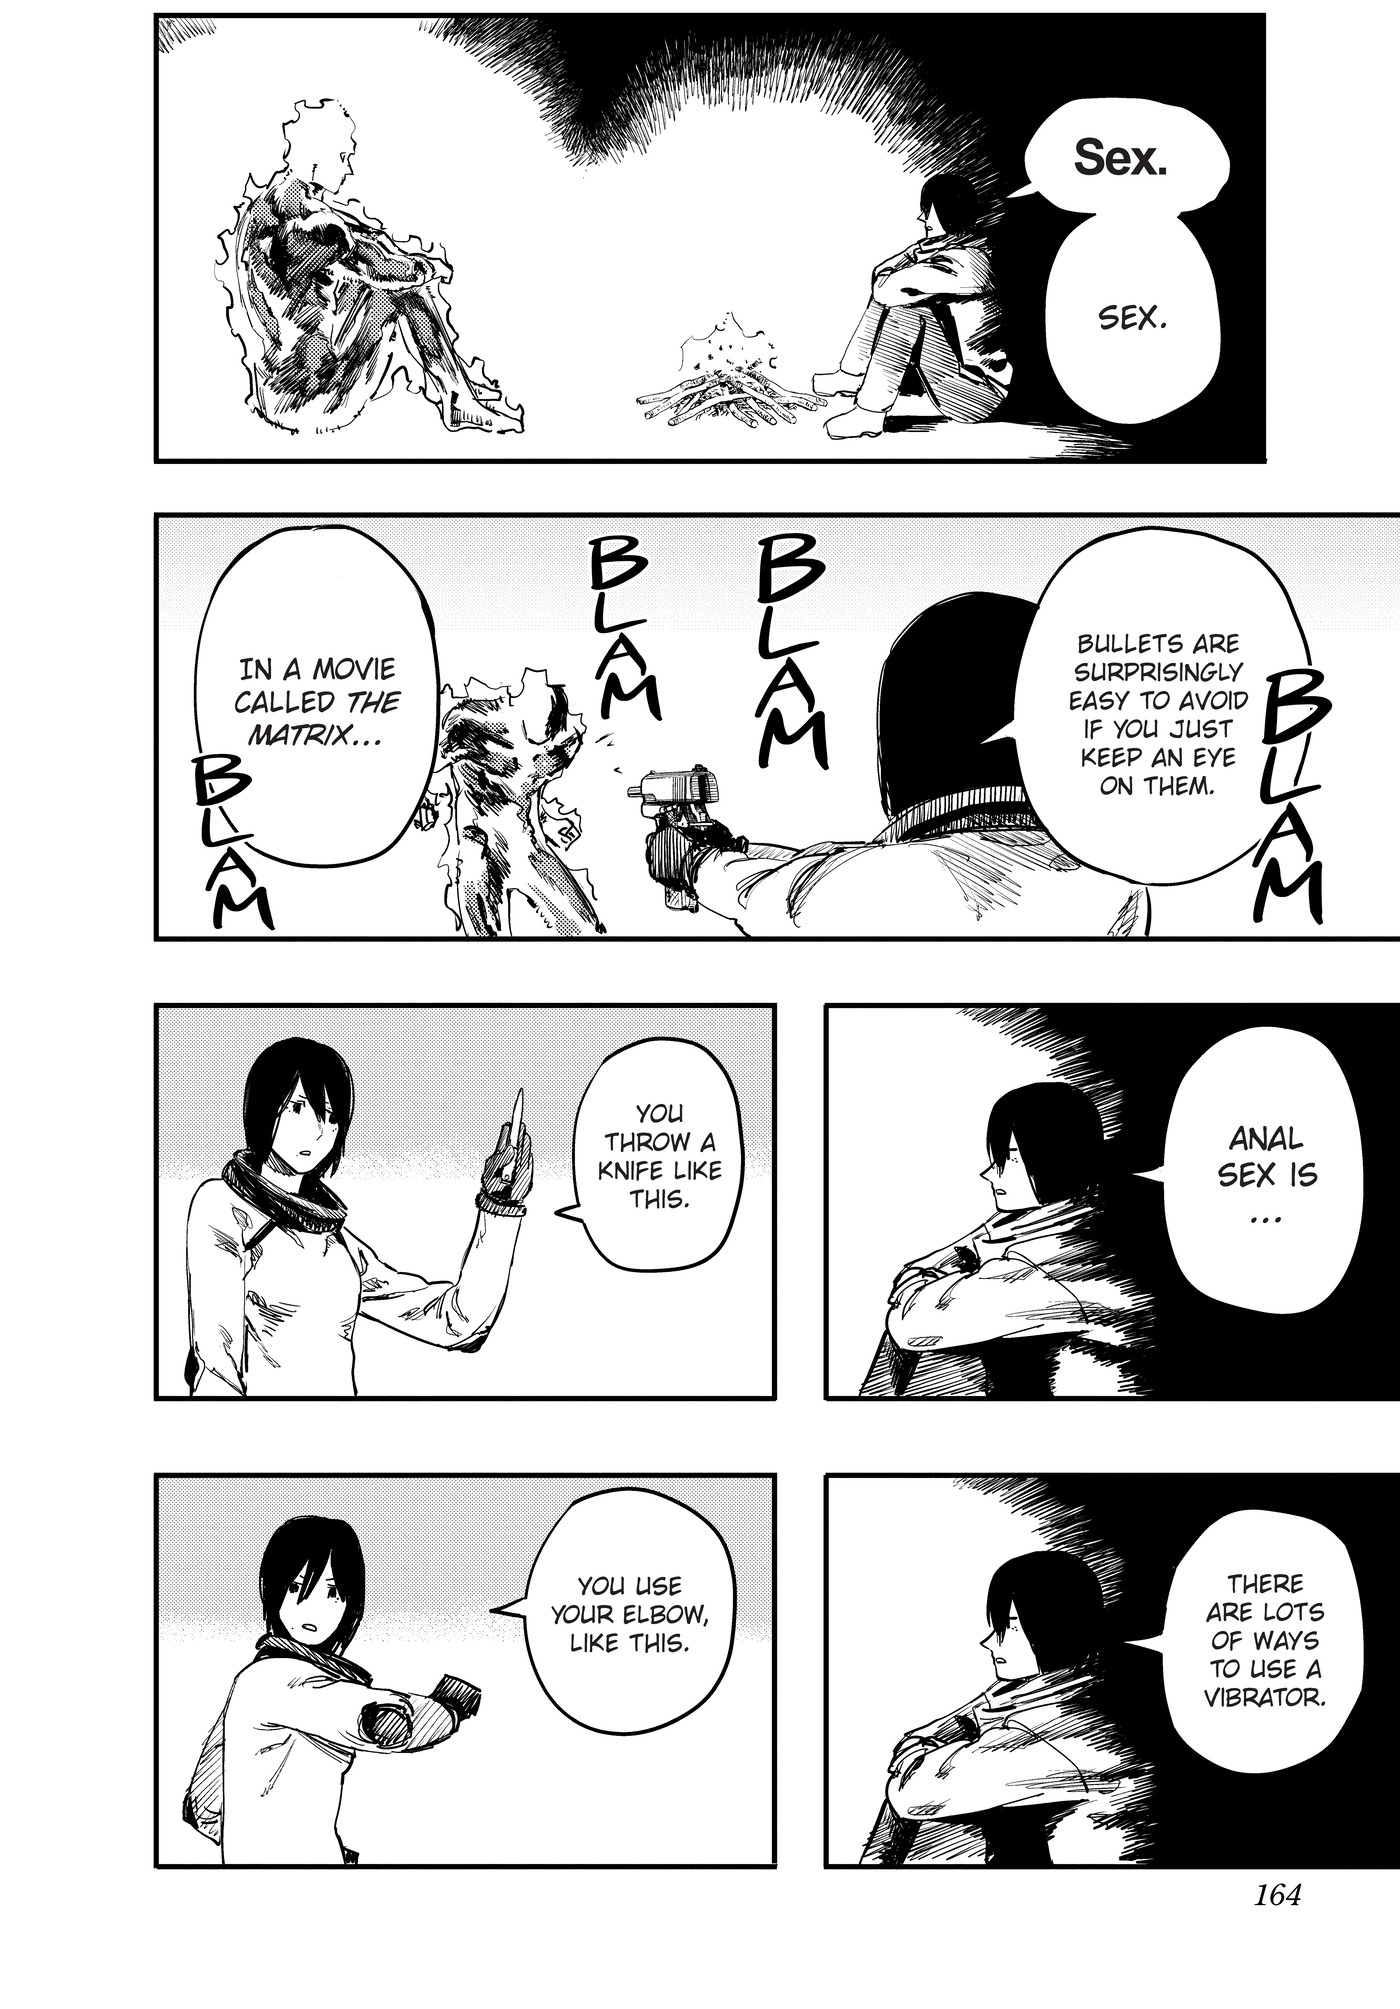 Sex.
SEX.
BLAM
BULLETS ARE
SURPRISINGLY
EASY TO AVOID
IF YOU JUST
KEEP AN EYE
ON THEM.
BLAM
BLAM
IN A MOVIE
CALLED THE
MATRIX...
BLAM
ANAL
SEX IS
...
YOU
THROW A
KNIFE LIKE
THIS.
THERE
ARE LOTS
OF WAYS
TO USE A
VIBRATOR.
YOU USE
YOUR ELBOW,
LIKE THIS.
164